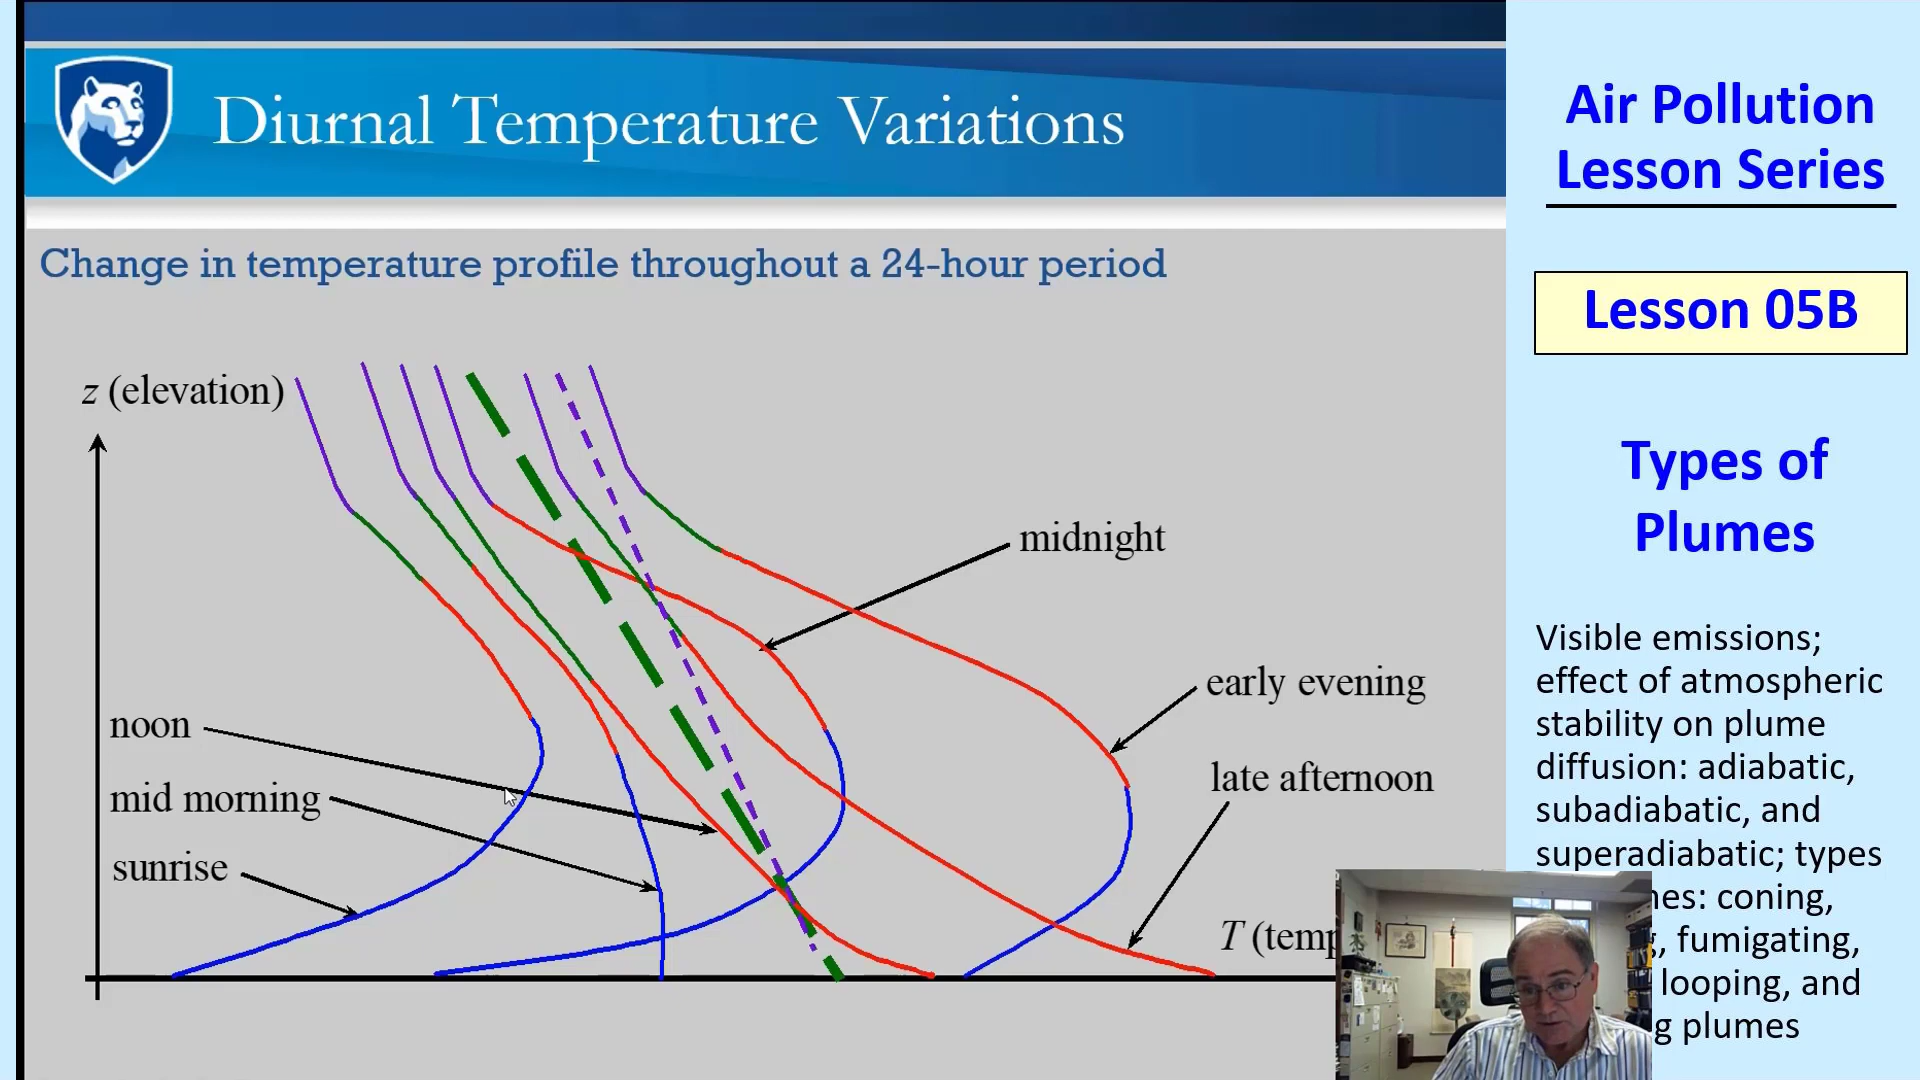 Diurnal Temperature Variations
Change in temperature profile throughout a 24-hour period
z (elevation)
midnight
early evening
noon
late afternoon
mid morning
sunrise
T
Air Pollution
Lesson Series
Lesson 05B
Types of
Plumes
Visible emissions;
effect of atmospheric
stability on plume
diffusion: adiabatic,
subadiabatic, and
superadiabatic; types
coning,
fumigating,
looping, and
plumes